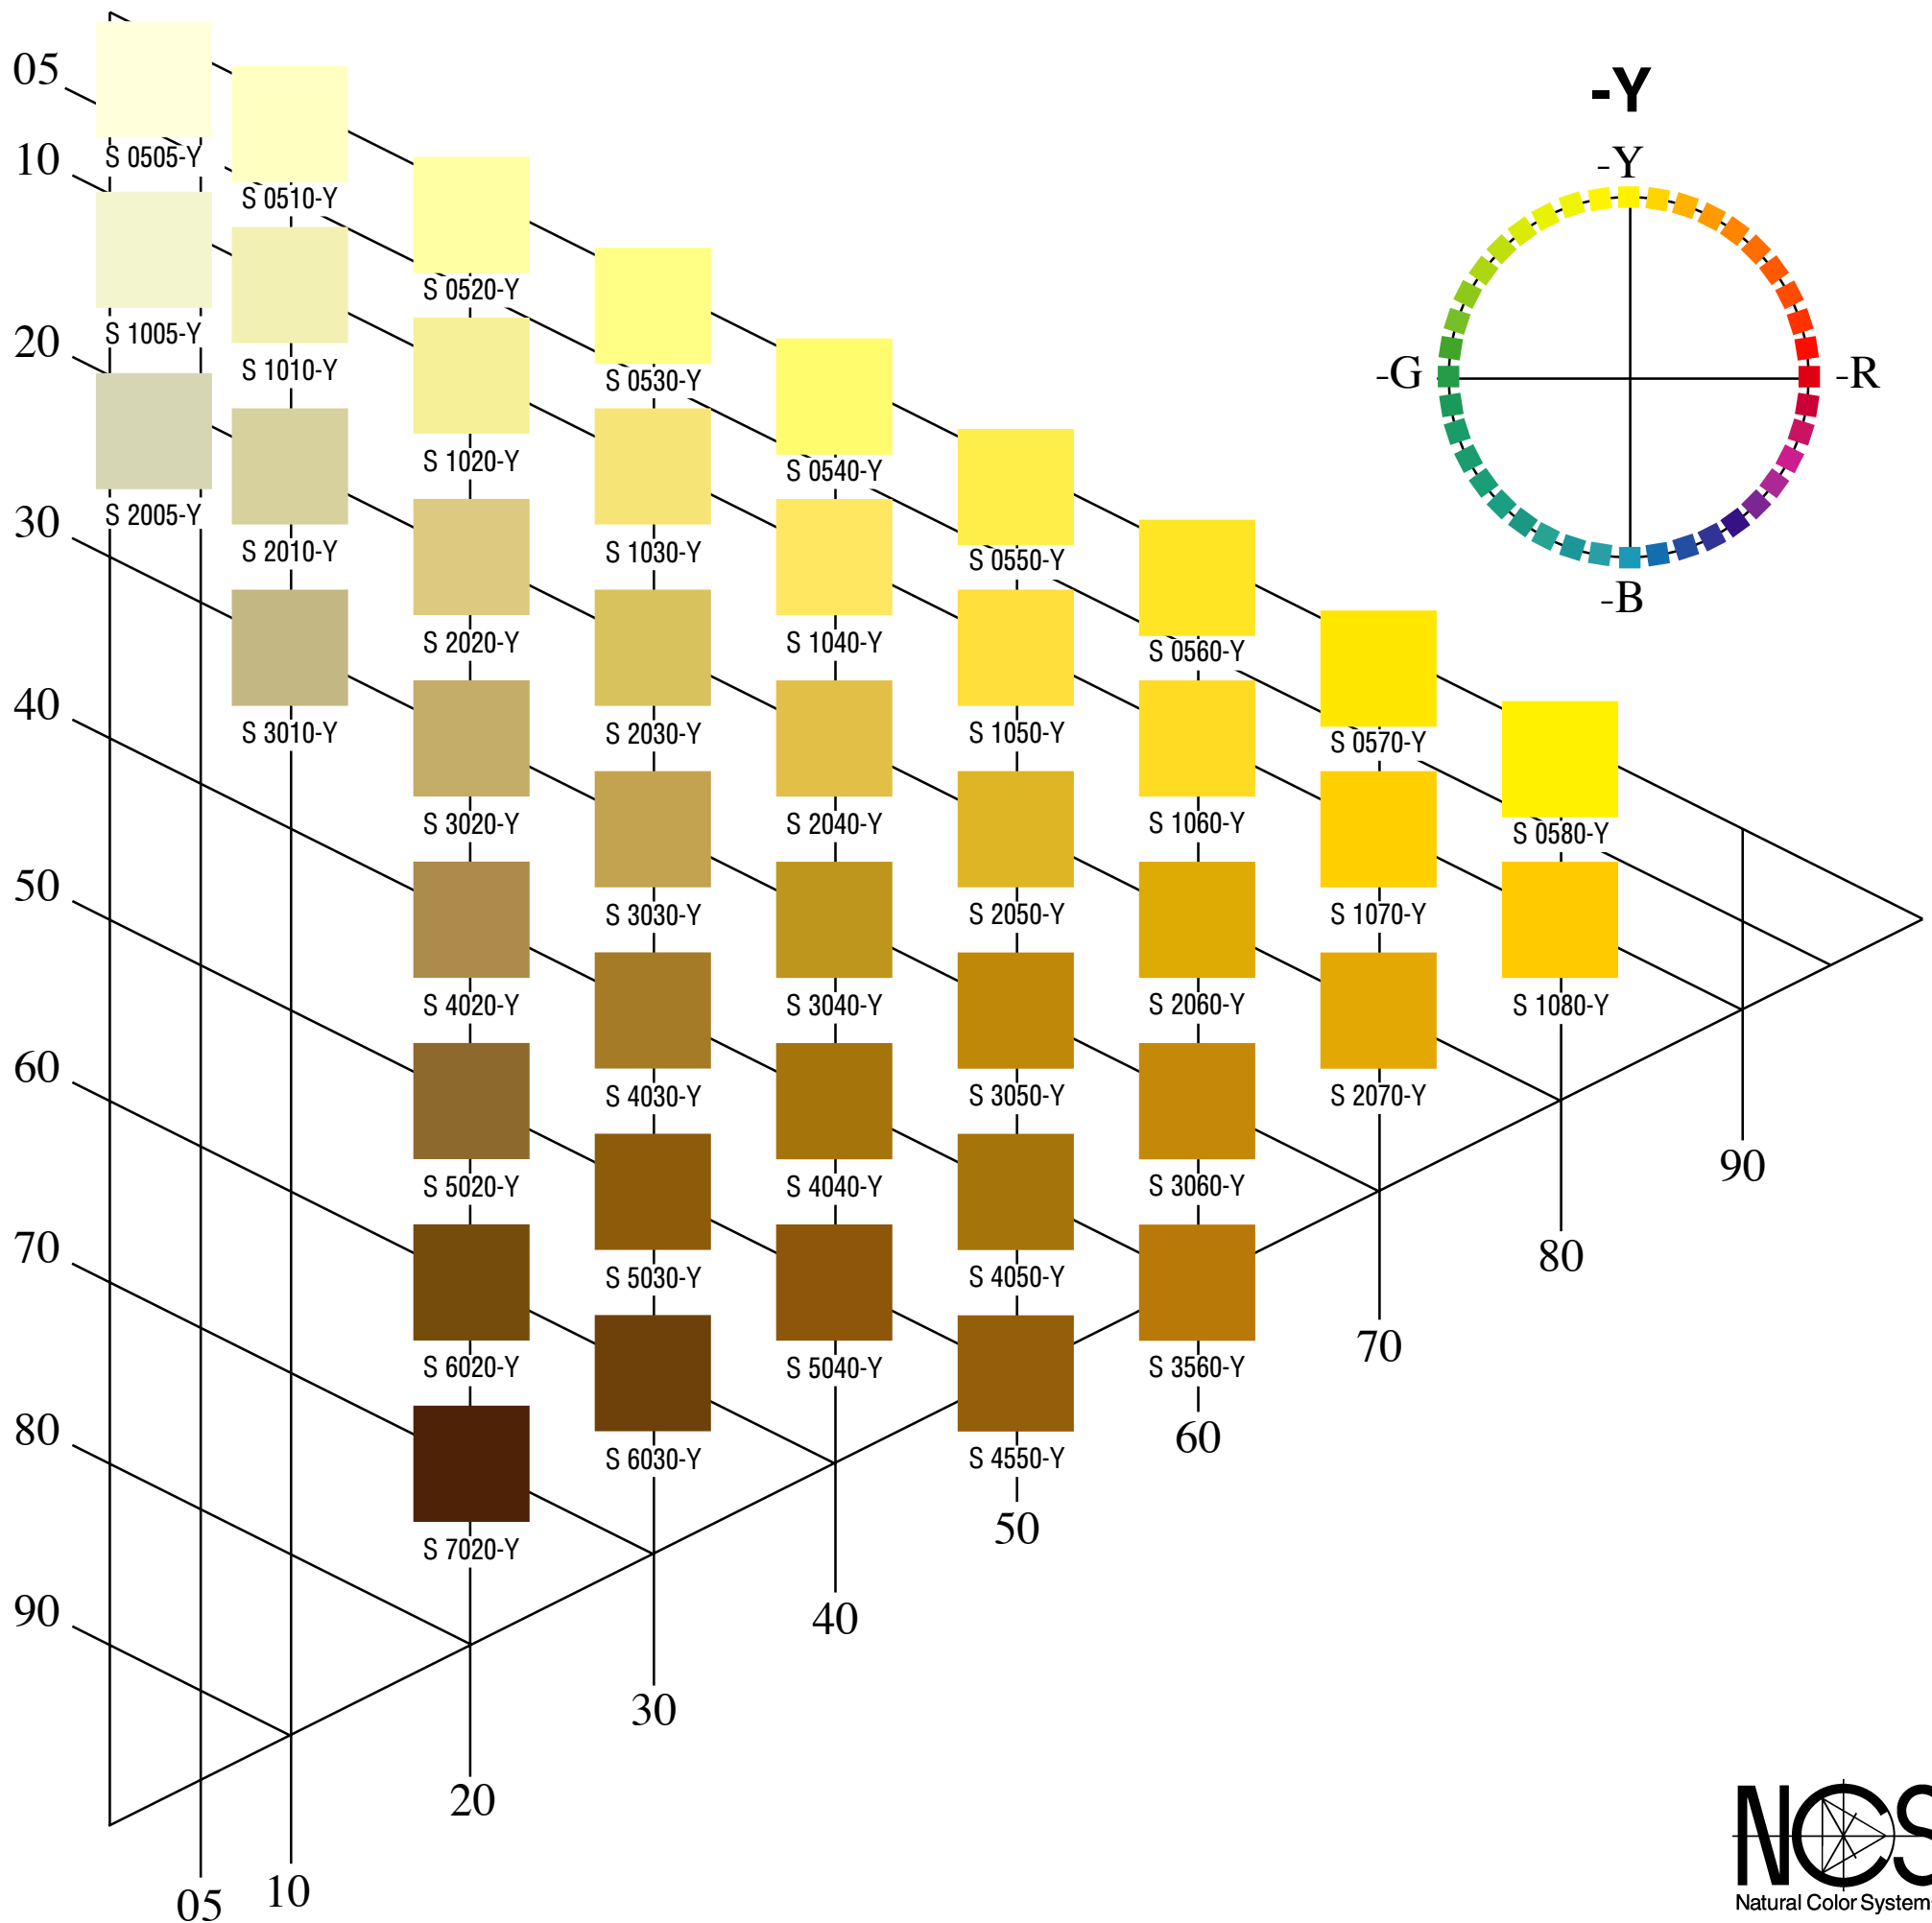 05
-Y
10
S 0505-Y
-Y
S 0510-Y
S 0520-Y
20
S 1005-Y
S 1010-Y
S 0530-Y
-G
-R
S 1020-Y
S 0540-Y
30
S 2005-Y
S 2010-Y
S 1030-Y
S 0550-Y
-B
S 2020-Y
S 1040-Y
S 0560-Y
40
S 3010-Y
S 2030-Y
S 1050-Y
S 0570-Y
S 3020-Y
S 2040-Y
S 1060-Y
S 0580-Y
50
S 3030-Y
S 2050-Y
S 1070-Y
S 4020-Y
S 3040-Y
S 2060-Y
S 1080-Y
60
S 4030-Y
S 3050-Y
S 2070-Y
S 5020-Y
S 4040-Y
S 3060-Y
90
70
S 5030-Y
S 4050-Y
80
S 6020-Y
S 5040-Y
S 3560-Y
70
80
S 6030-Y
S 4550-Y
60
S 7020-Y
50
90
40
30
20
05
10
NCS
Natural Color System